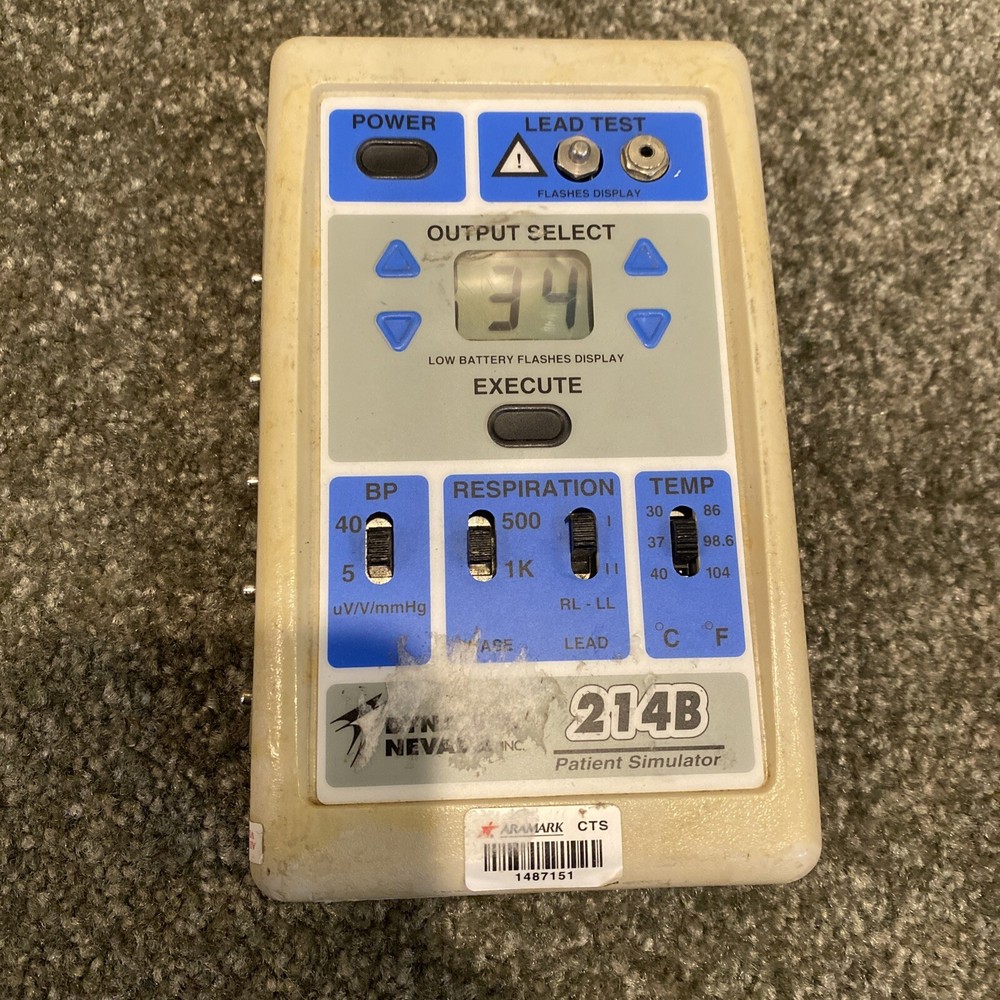 POWER
LEAD TEST
!
FLASHES DISPLAY
OUTPUT SELECT
34
LOW BATTERY FLASHES DISPLAY
EXECUTE
BP
40
5
uV/V/mmHg
RESPIRATION
500 I
1K II
RL - LL
LEAD
TEMP
30 86
37 98.6
40 104
°C °F
INC.
214B
Patient Simulator
ARAMARK CTS
1487151